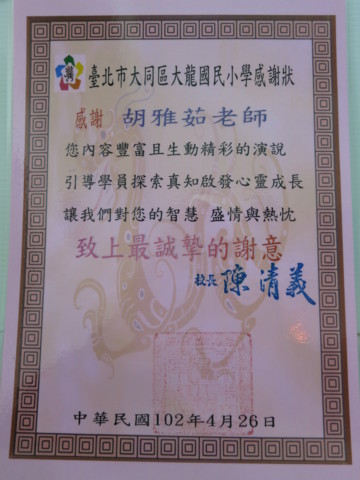 臺北市大同區大龍國民小學感謝狀
感謝 胡雅茹老師
您內容豐富且生動精彩的演說
引導學員探索真知啟發心靈成長
讓我們對您的智慧 盛情與熱忱
致上最誠摯的謝意
校長 陳清義
中華民國102年4月26日